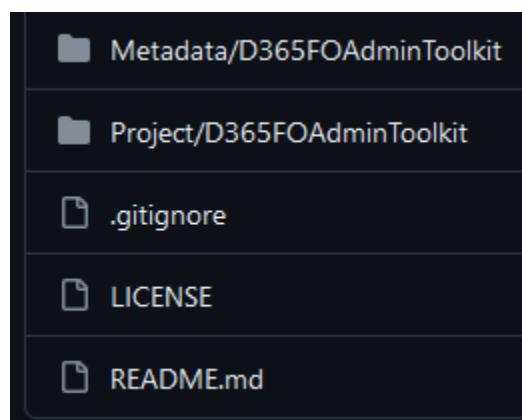 Metadata/D365FOAdminToolkit
Project/D365FOAdminToolkit
.gitignore
LICENSE
README.md